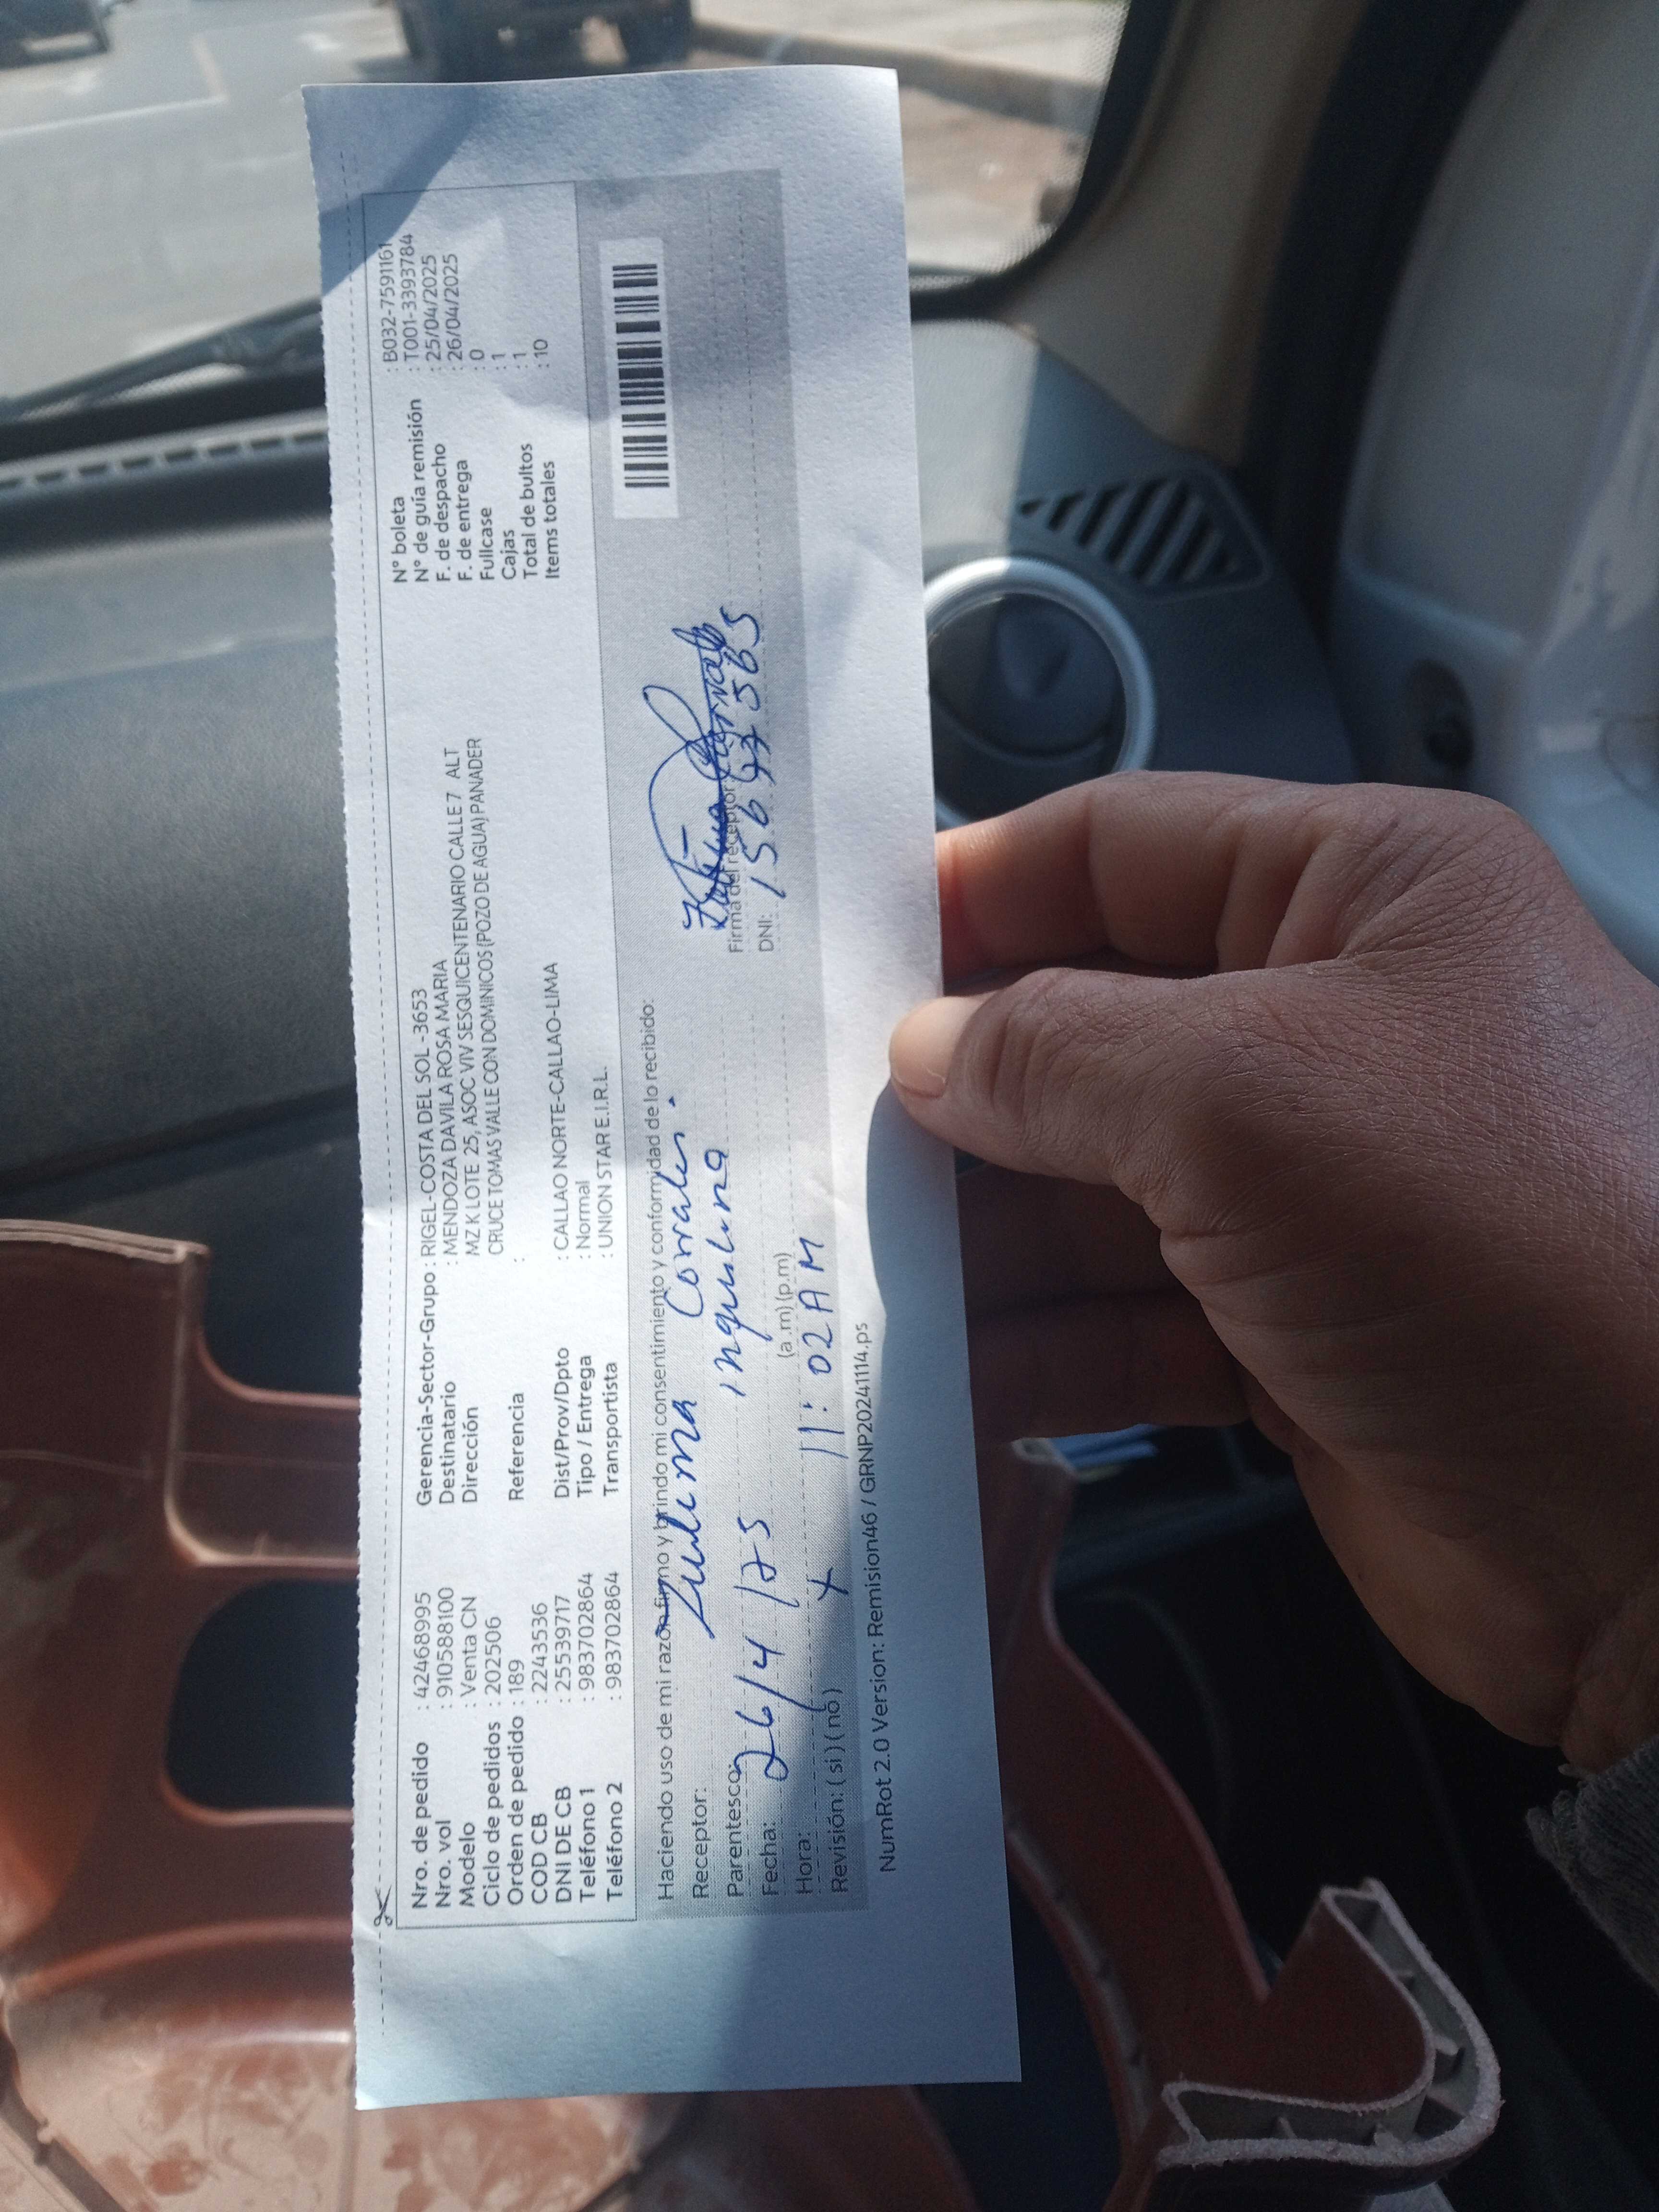 Nro. de pedido : 42468995
Nro. vol : 910588100
Modelo : Venta CN
Ciclo de pedidos : 202506
Orden de pedido : 189
COD CB : 2243536
DNI DE CB : 25539717
Teléfono 1 : 983702864
Teléfono 2 : 983702864
Gerencia-Sector-Grupo : RIGEL - COSTA DEL SOL - 3653
Destinatario : MENDOZA DAVILA ROSA MARIA
Dirección MZ K LOTE 25, ASOC VIV SESQUICENTENARIO CALLE 7 ALT
CRUCE TOMAS VALLE CON DOMINICOS (POZO DE AGUA) PANADER
Referencia :
Dist/Prov/Dpto : CALLAO NORTE-CALLAO-LIMA
Tipo / Entrega : Normal
Transportista : UNION STAR E.I.R.L.
N° boleta : B032-7591161
N° de guía remisión : T001-3393784
F. de despacho : 25/04/2025
F. de entrega : 26/04/2025
Fullcase : 0
Cajas : 1
Total de bultos : 1
Items totales : 10
Haciendo uso de mi razón firmo y brindo mi consentimiento y conformidad de lo recibido:
Receptor: Zulema Corrales.
Parentesco: inquilina
Fecha: 26/4/25
Hora: 11:02 AM (a.m) (p.m)
Revisión: ( si ) ( no ) x
Firma del receptor
DNI:
NumRot 2.0 Version: Remision46 / GRNP20241114.ps